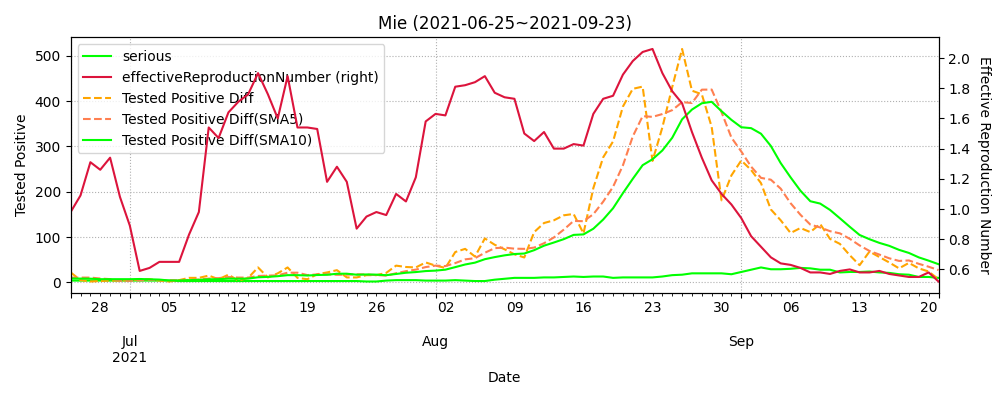 Mie (2021-06-25~2021-09-23)
serious
effectiveReproductionNumber (right)
Tested Positive Diff
Tested Positive Diff(SMA5)
Tested Positive Diff(SMA10)
Tested Positive
500
400
300
200
100
0
2.0
1.8
1.6
1.4
1.2
1.0
0.8
0.6
Effective Reproduction Number
28 05 12 19 26 02 09 16 23 30 06 13 20
Jul Aug Sep
2021
Date